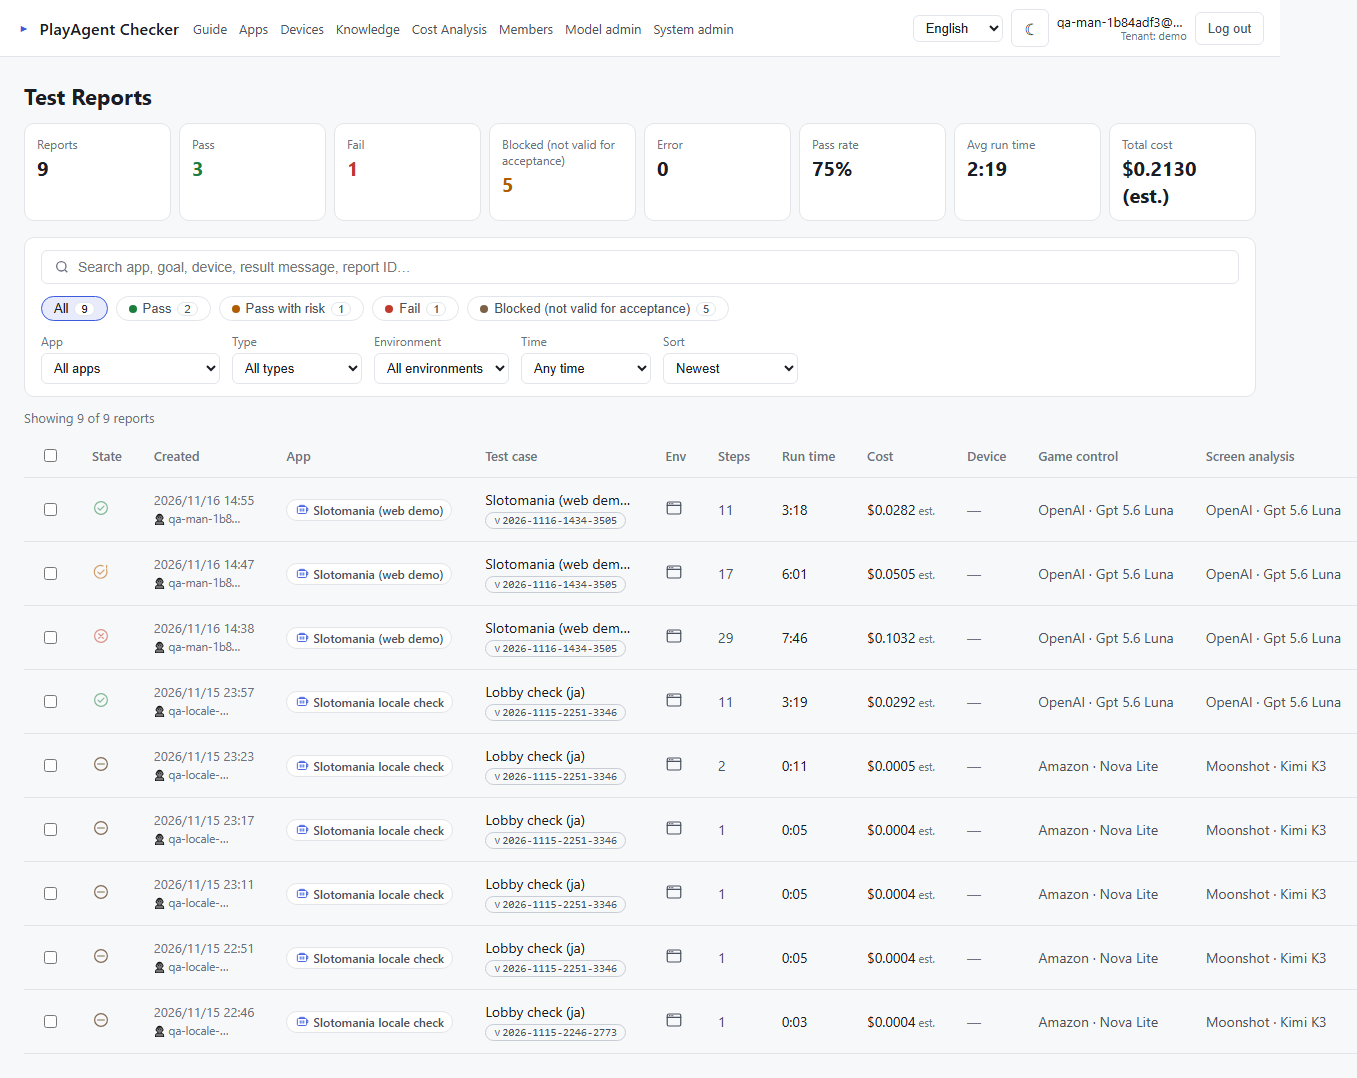 PlayAgent Checker
Guide Apps Devices Knowledge Cost Analysis Members Model admin System admin
English
qa-man-1b84adf3@...
Tenant: demo
Log out
Test Reports
Reports
9
Pass
3
Fail
1
Blocked (not valid for
acceptance)
5
Error
0
Pass rate
75%
Avg run time
2:19
Total cost
$0.2130
(est.)
Search app, goal, device, result message, report ID...
All 9 Pass 2 Pass with risk 1 Fail 1 Blocked (not valid for acceptance) 5
App Type Environment Time Sort
All apps All types All environments Any time Newest
Showing 9 of 9 reports
State Created App Test case Env Steps Run time Cost Device Game control Screen analysis
2026/11/16 14:55
qa-man-1b8...
Slotomania (web demo)
Slotomania (web dem...
v 2026-1116-1434-3505
11 3:18 $0.0282 est. — OpenAI · Gpt 5.6 Luna OpenAI · Gpt 5.6 Luna
2026/11/16 14:47
qa-man-1b8...
Slotomania (web demo)
Slotomania (web dem...
v 2026-1116-1434-3505
17 6:01 $0.0505 est. — OpenAI · Gpt 5.6 Luna OpenAI · Gpt 5.6 Luna
2026/11/16 14:38
qa-man-1b8...
Slotomania (web demo)
Slotomania (web dem...
v 2026-1116-1434-3505
29 7:46 $0.1032 est. — OpenAI · Gpt 5.6 Luna OpenAI · Gpt 5.6 Luna
2026/11/15 23:57
qa-locale-...
Slotomania locale check
Lobby check (ja)
v 2026-1115-2251-3346
11 3:19 $0.0292 est. — OpenAI · Gpt 5.6 Luna OpenAI · Gpt 5.6 Luna
2026/11/15 23:23
qa-locale-...
Slotomania locale check
Lobby check (ja)
v 2026-1115-2251-3346
2 0:11 $0.0005 est. — Amazon · Nova Lite Moonshot · Kimi K3
2026/11/15 23:17
qa-locale-...
Slotomania locale check
Lobby check (ja)
v 2026-1115-2251-3346
1 0:05 $0.0004 est. — Amazon · Nova Lite Moonshot · Kimi K3
2026/11/15 23:11
qa-locale-...
Slotomania locale check
Lobby check (ja)
v 2026-1115-2251-3346
1 0:05 $0.0004 est. — Amazon · Nova Lite Moonshot · Kimi K3
2026/11/15 22:51
qa-locale-...
Slotomania locale check
Lobby check (ja)
v 2026-1115-2251-3346
1 0:05 $0.0004 est. — Amazon · Nova Lite Moonshot · Kimi K3
2026/11/15 22:46
qa-locale-...
Slotomania locale check
Lobby check (ja)
v 2026-1115-2246-2773
1 0:03 $0.0004 est. — Amazon · Nova Lite Moonshot · Kimi K3